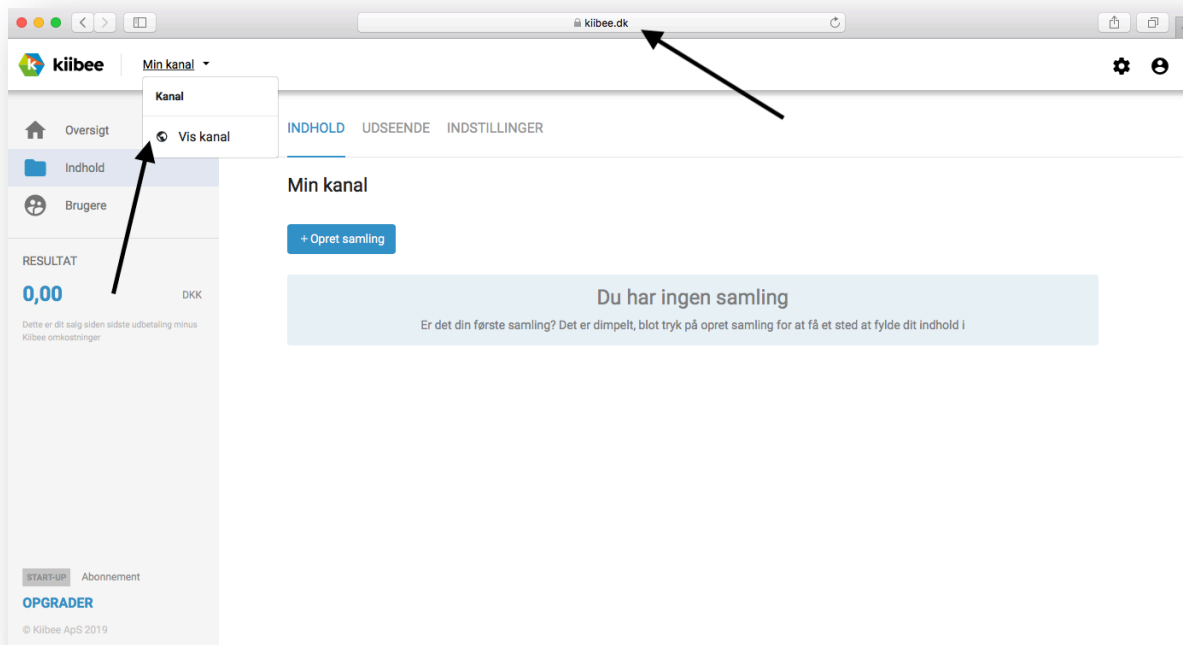 kiibee.dk
kiibee
Min kanal
Kanal
Vis kanal
Oversigt
Indhold
Brugere
RESULTAT
0,00 DKK
Dette er dit salg siden sidste udbetaling minus
Kiibee omkostninger
START-UP Abonnement
OPGRADER
© Kiibee ApS 2019
INDHOLD UDSEENDE INDSTILLINGER
Min kanal
+ Opret samling
Du har ingen samling
Er det din første samling? Det er dimpelt, blot tryk på opret samling for at få et sted at fylde dit indhold i